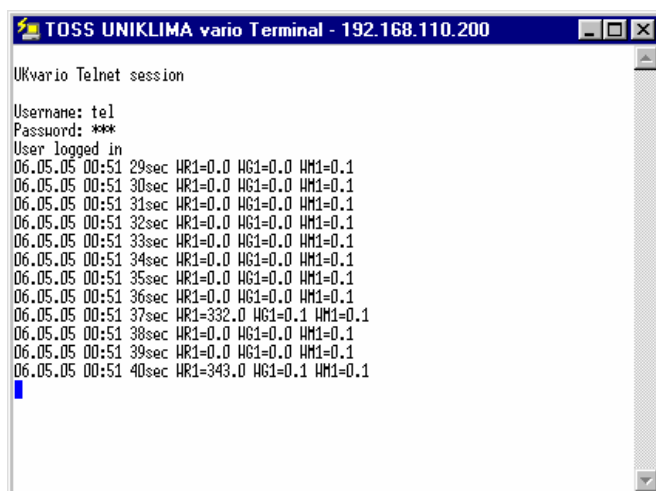 TOSS UNIKLIMA vario Terminal - 192.168.110.200
UKvario Telnet session
Username: tel
Password: ***
User logged in
06.05.05 00:51 29sec WR1=0.0 WG1=0.0 WM1=0.1
06.05.05 00:51 30sec WR1=0.0 WG1=0.0 WM1=0.1
06.05.05 00:51 31sec WR1=0.0 WG1=0.0 WM1=0.1
06.05.05 00:51 32sec WR1=0.0 WG1=0.0 WM1=0.1
06.05.05 00:51 33sec WR1=0.0 WG1=0.0 WM1=0.1
06.05.05 00:51 34sec WR1=0.0 WG1=0.0 WM1=0.1
06.05.05 00:51 35sec WR1=0.0 WG1=0.0 WM1=0.1
06.05.05 00:51 36sec WR1=0.0 WG1=0.0 WM1=0.1
06.05.05 00:51 37sec WR1=332.0 WG1=0.1 WM1=0.1
06.05.05 00:51 38sec WR1=0.0 WG1=0.0 WM1=0.1
06.05.05 00:51 39sec WR1=0.0 WG1=0.0 WM1=0.1
06.05.05 00:51 40sec WR1=343.0 WG1=0.1 WM1=0.1